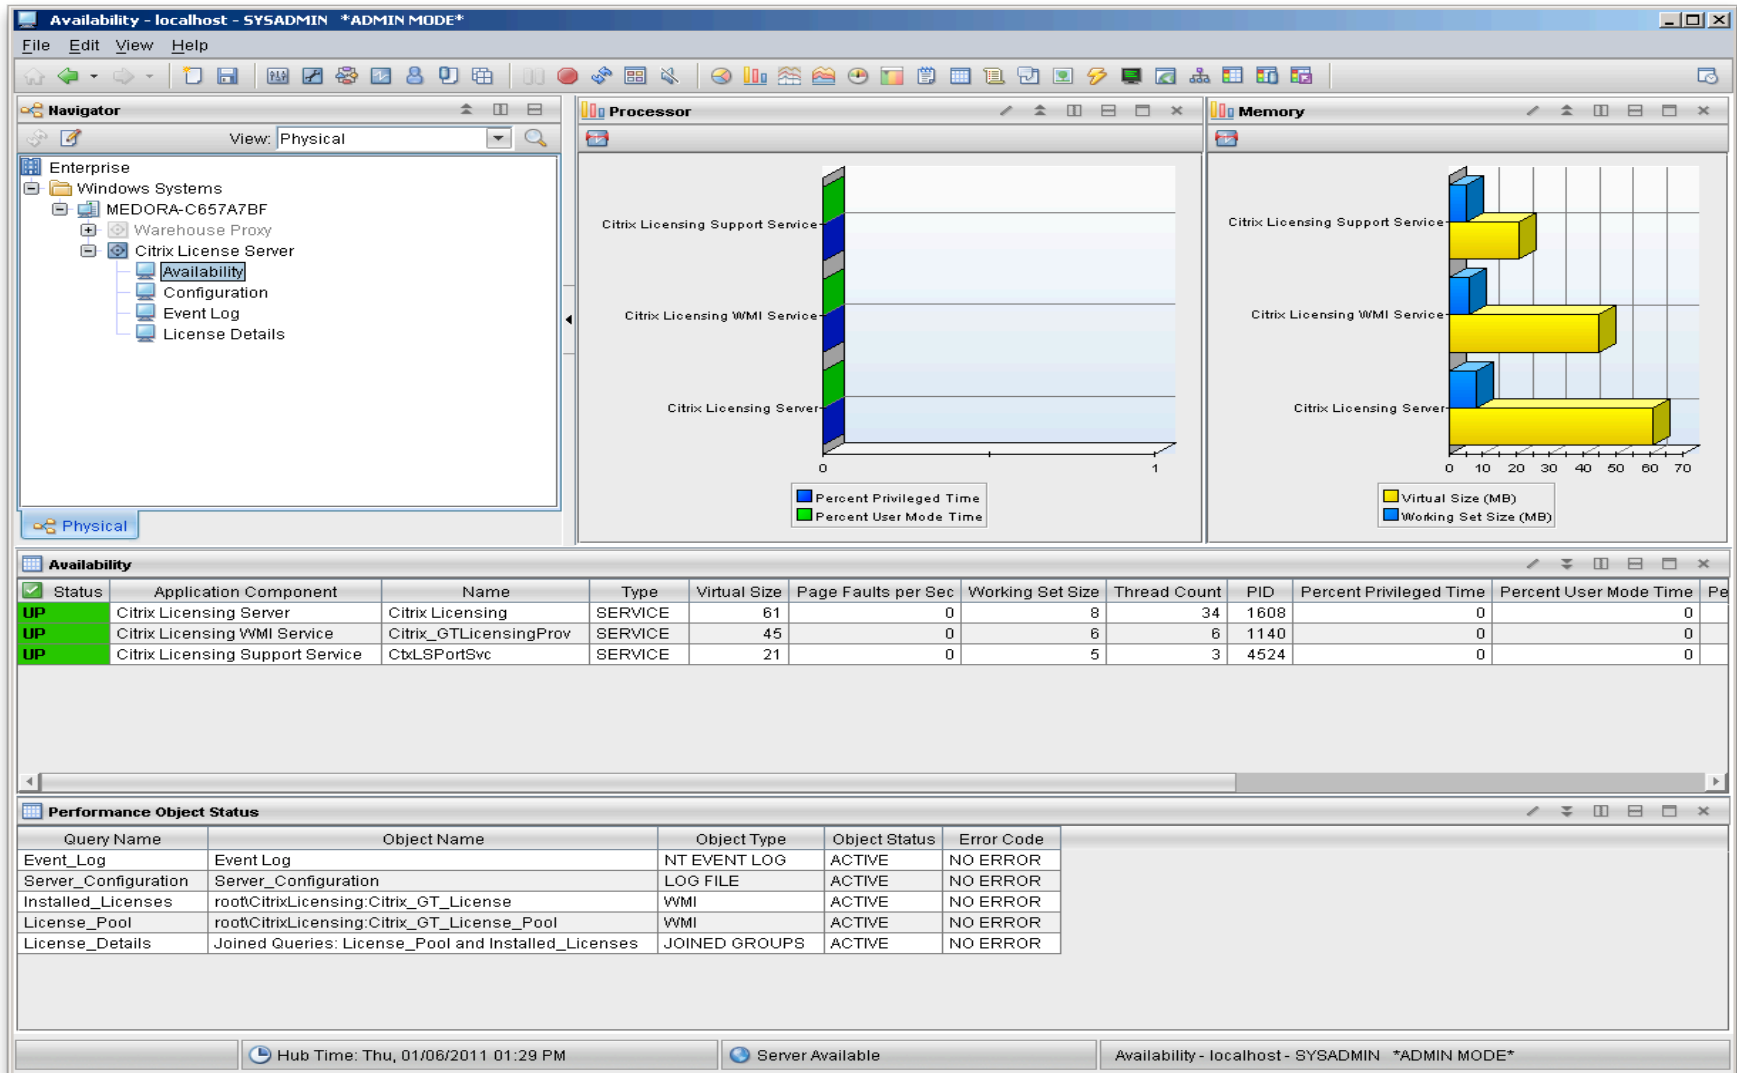 Availability - localhost - SYSADMIN *ADMIN MODE*
File Edit View Help
Navigator
View: Physical
Enterprise
Windows Systems
MEDORA-C657A7BF
Warehouse Proxy
Citrix License Server
Availability
Configuration
Event Log
License Details
Physical
Processor
Citrix Licensing Support Service
Citrix Licensing WMI Service
Citrix Licensing Server
0 1
Percent Privileged Time
Percent User Mode Time
Memory
Citrix Licensing Support Service
Citrix Licensing WMI Service
Citrix Licensing Server
0 10 20 30 40 50 60 70
Virtual Size (MB)
Working Set Size (MB)
Availability
Status Application Component Name Type Virtual Size Page Faults per Sec Working Set Size Thread Count PID Percent Privileged Time Percent User Mode Time Pe
UP Citrix Licensing Server Citrix Licensing SERVICE 61 0 8 34 1608 0 0
UP Citrix Licensing WMI Service Citrix_GTLicensingProv SERVICE 45 0 6 6 1140 0 0
UP Citrix Licensing Support Service CtxLSPortSvc SERVICE 21 0 5 3 4524 0 0
Performance Object Status
Query Name Object Name Object Type Object Status Error Code
Event_Log Event Log NT EVENT LOG ACTIVE NO ERROR
Server_Configuration Server_Configuration LOG FILE ACTIVE NO ERROR
Installed_Licenses root\CitrixLicensing:Citrix_GT_License WMI ACTIVE NO ERROR
License_Pool root\CitrixLicensing:Citrix_GT_License_Pool WMI ACTIVE NO ERROR
License_Details Joined Queries: License_Pool and Installed_Licenses JOINED GROUPS ACTIVE NO ERROR
Hub Time: Thu, 01/06/2011 01:29 PM
Server Available
Availability - localhost - SYSADMIN *ADMIN MODE*